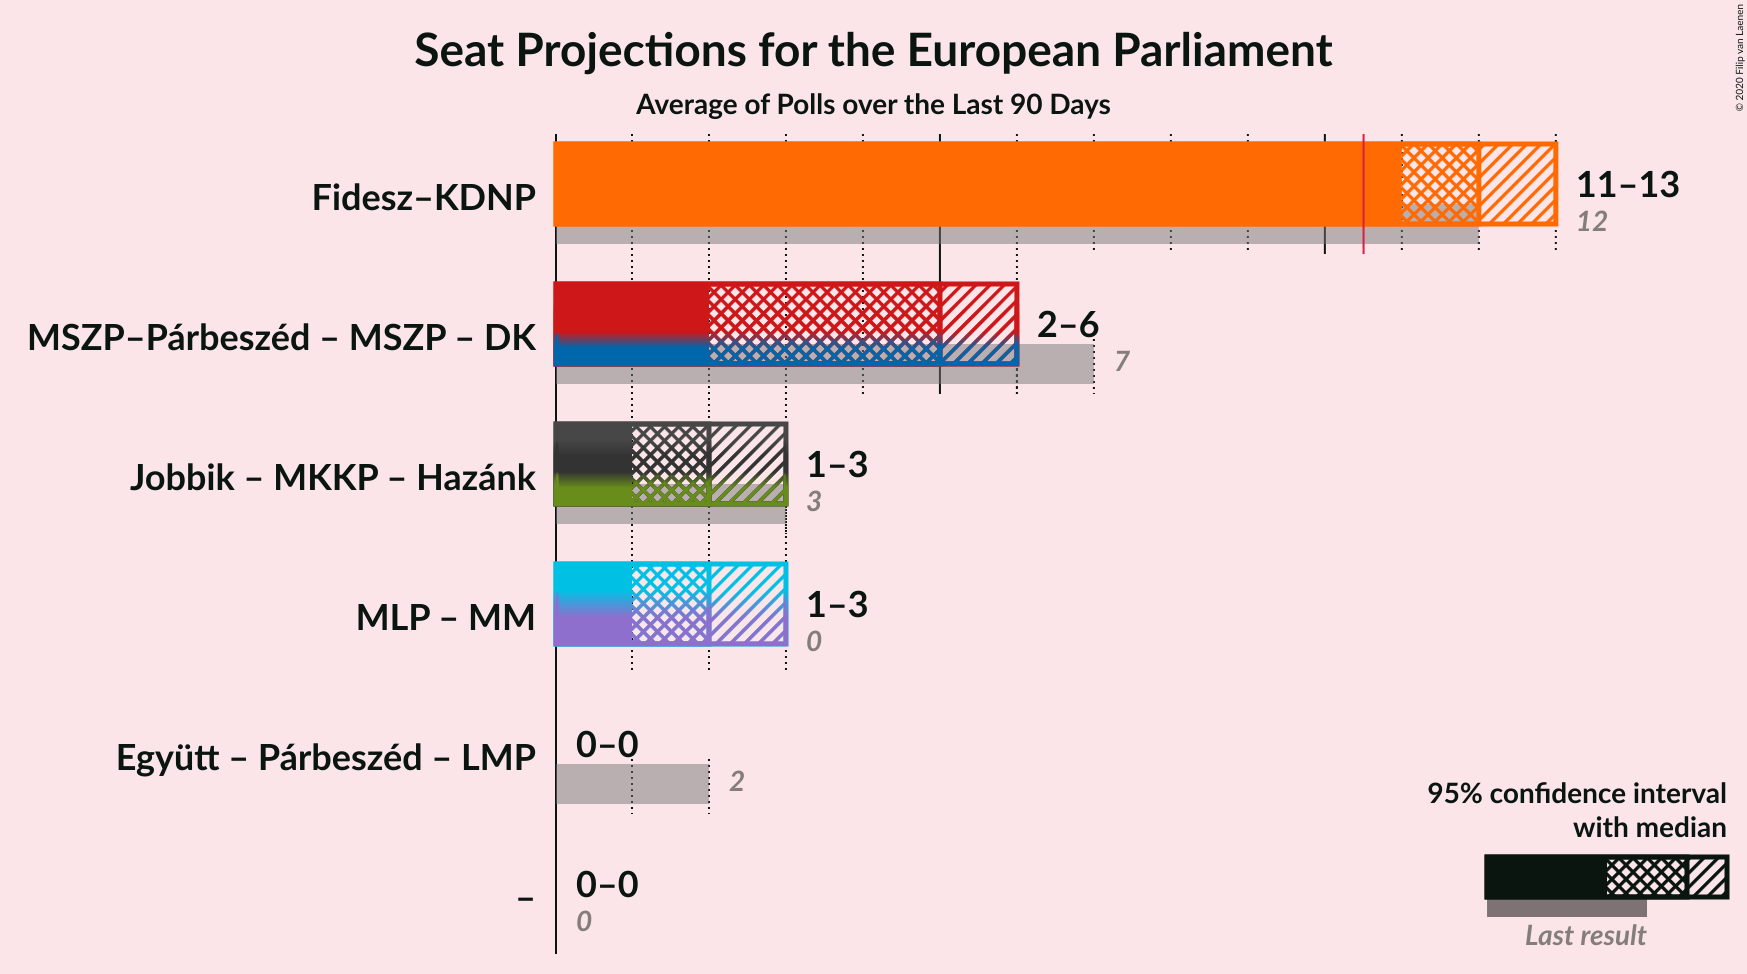 Seat Projections for the European Parliament
Average of Polls over the Last 90 Days
© 2020 Filip van Laenen
Fidesz–KDNP
11–13
12
MSZP–Párbeszéd – MSZP – DK
2–6
7
Jobbik – MKKP – Hazánk
1–3
3
MLP – MM
1–3
0
Együtt – Párbeszéd – LMP
0–0
2
–
0–0
0
95% confidence interval
with median
Last result